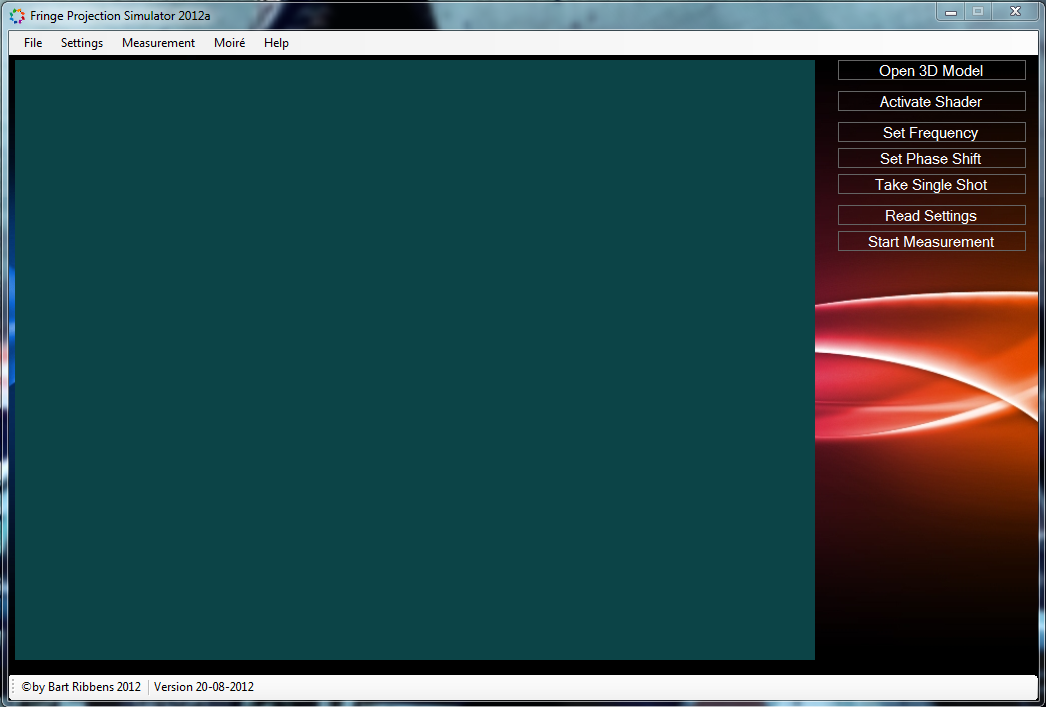 Fringe Projection Simulator 2012a
File Settings Measurement Moiré Help
Open 3D Model
Activate Shader
Set Frequency
Set Phase Shift
Take Single Shot
Read Settings
Start Measurement
©by Bart Ribbens 2012 Version 20-08-2012